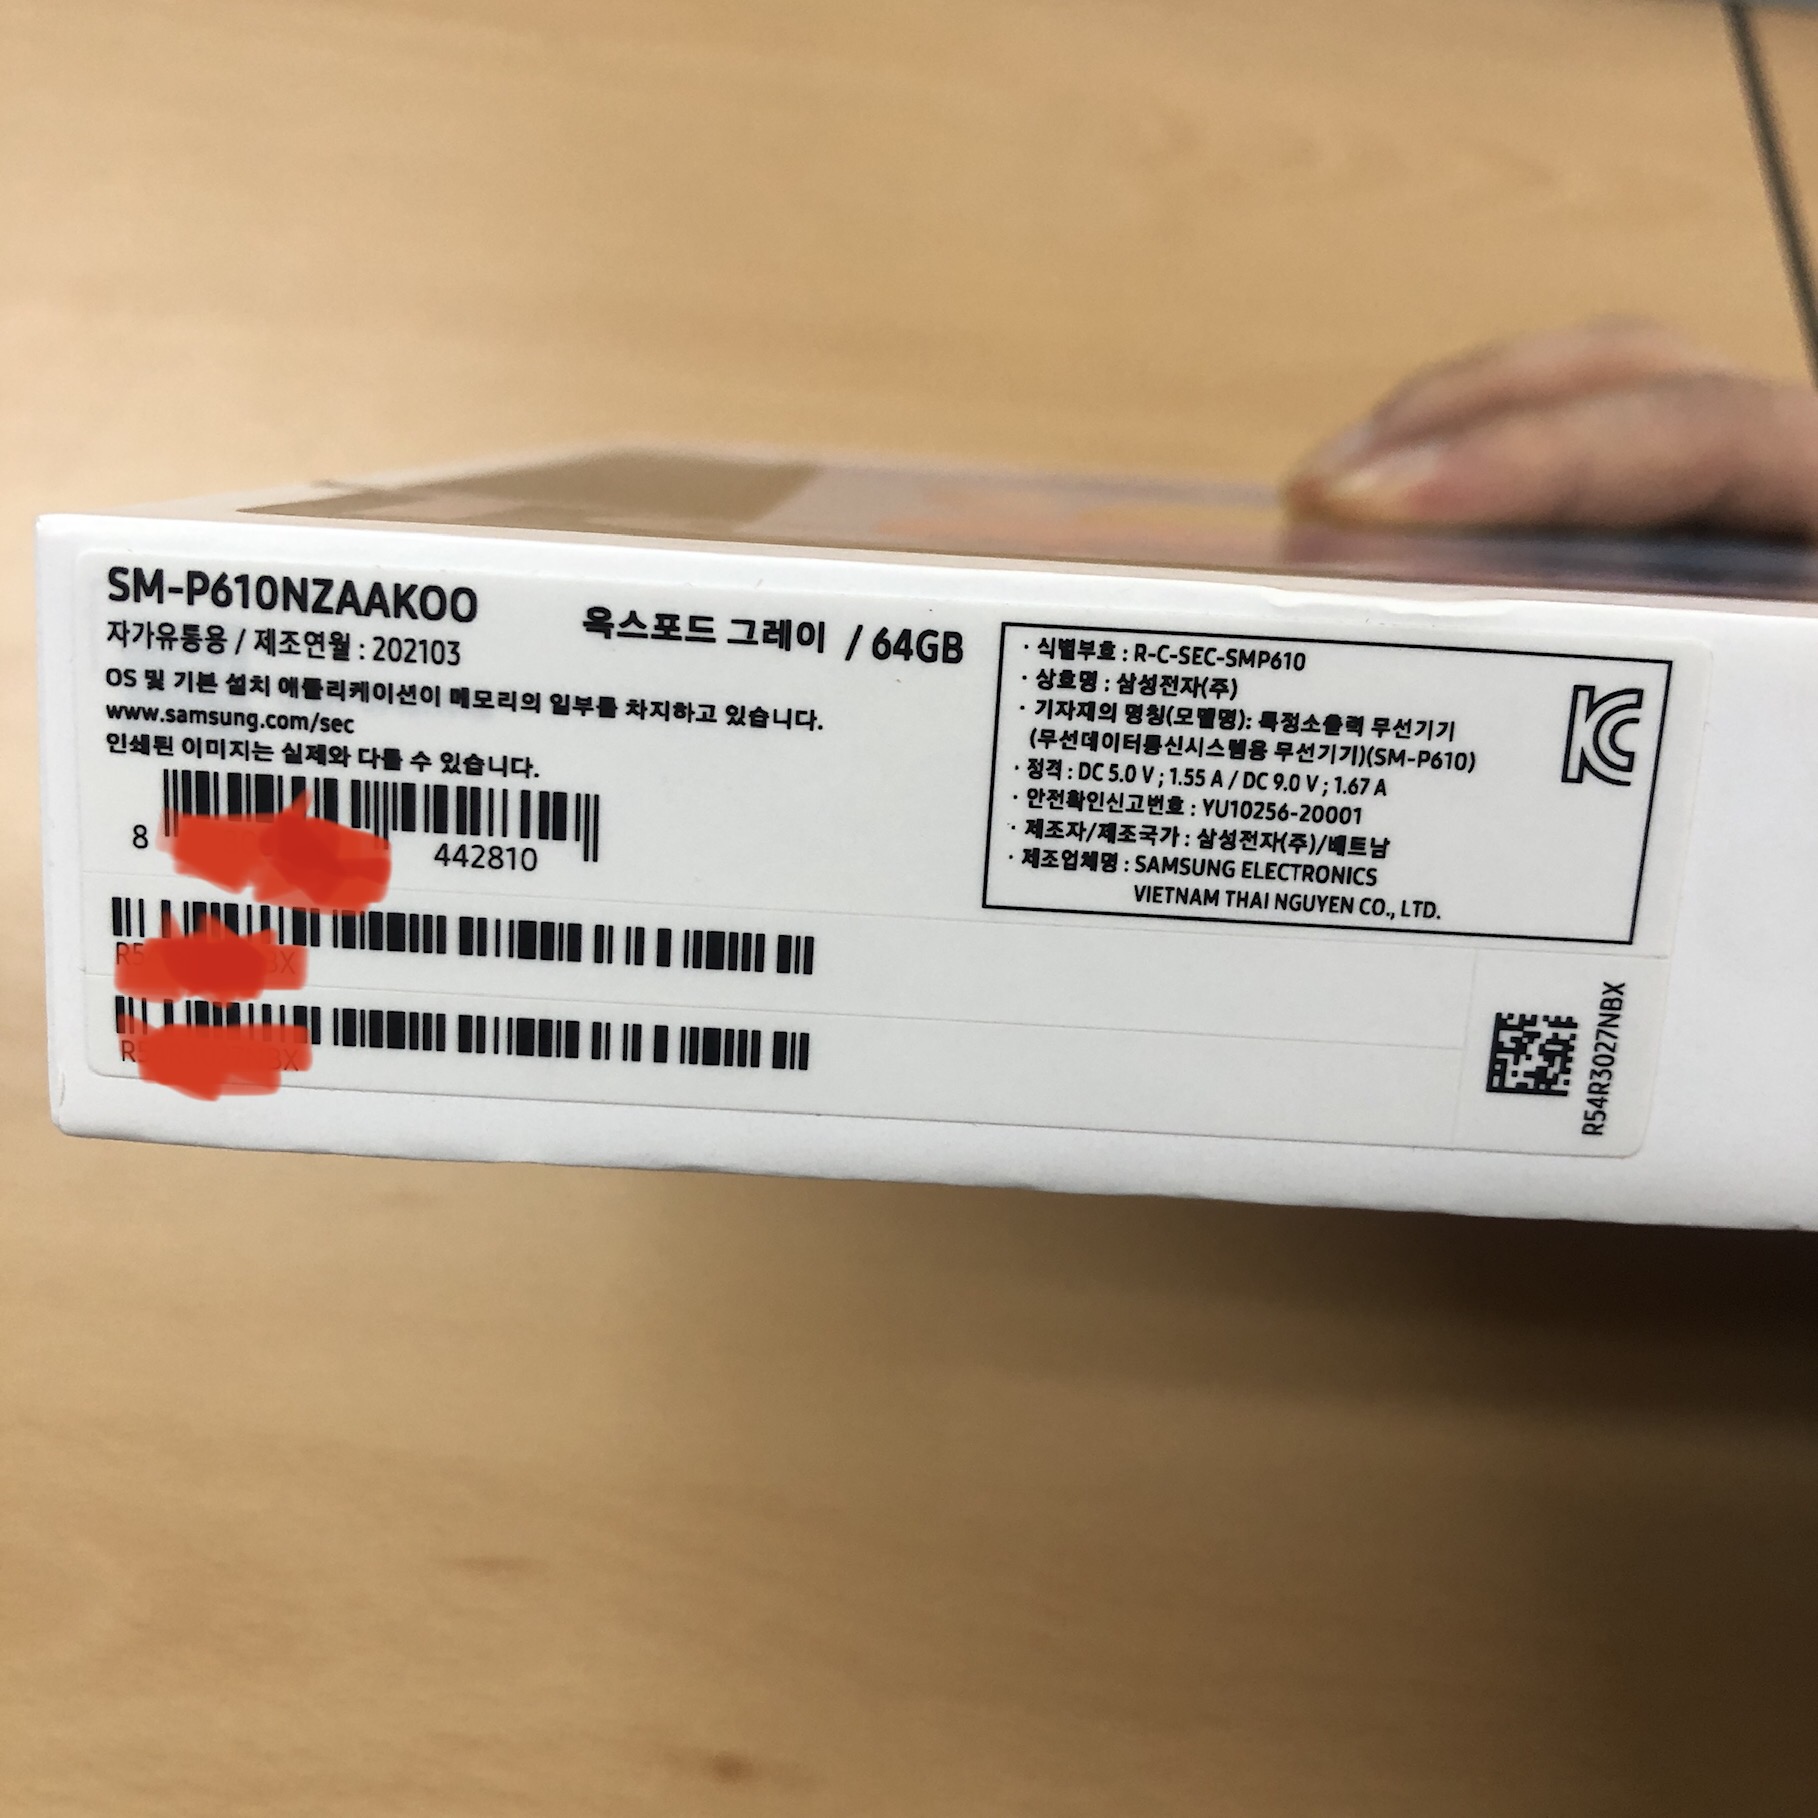 SM-P610NZAAKOO
자가유통용 / 제조연월 : 202103
옥스포드 그레이 / 64GB
OS 및 기본 설치 애플리케이션이 메모리의 일부를 차지하고 있습니다.
www.samsung.com/sec
인쇄된 이미지는 실제와 다를 수 있습니다.
8 442810
· 식별부호 : R-C-SEC-SMP610
· 상호명 : 삼성전자(주)
· 기자재의 명칭(모델명): 특정소출력 무선기기
(무선데이터통신시스템용 무선기기)(SM-P610)
· 정격 : DC 5.0 V ; 1.55 A / DC 9.0 V ; 1.67 A
· 안전확인신고번호 : YU10256-20001
· 제조자/제조국가 : 삼성전자(주)/베트남
· 제조업체명 : SAMSUNG ELECTRONICS
VIETNAM THAI NGUYEN CO., LTD.
R54R3027NBX